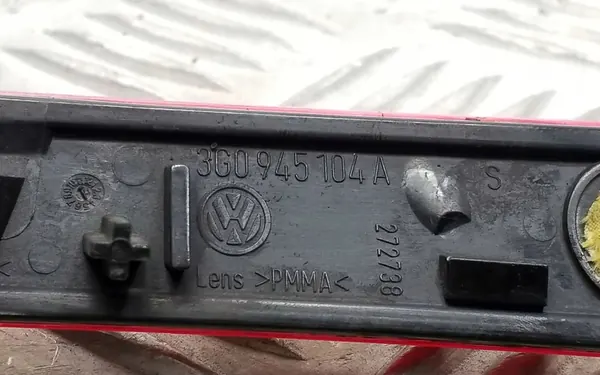 3G0 945 104 A
S
VW
Lens >PMMA<
272738